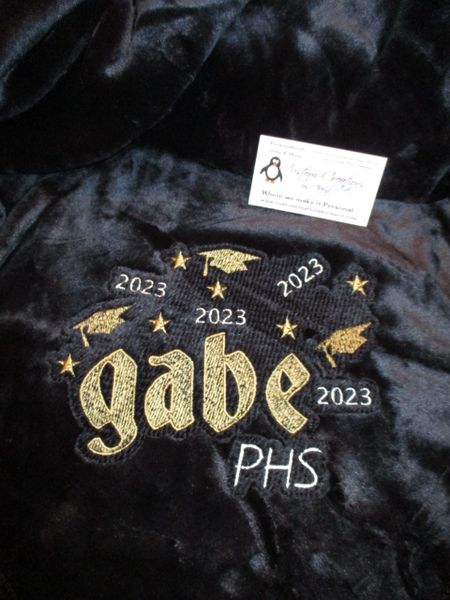 Custom Creations
Where we make it Personal
2023
2023
2023
gabe
2023
PHS